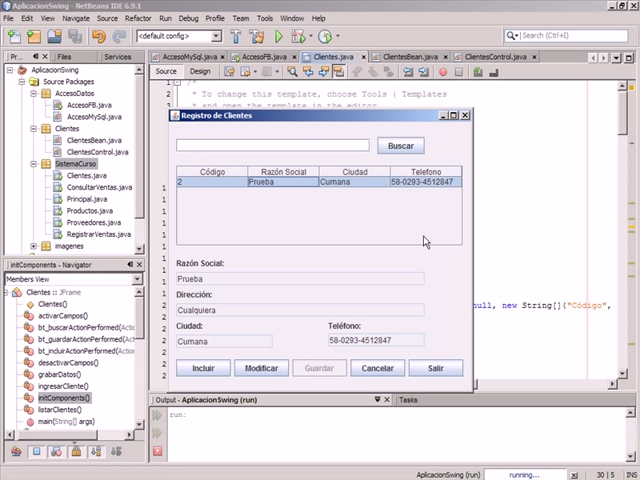 AplicacionSwing - NetBeans IDE 6.9.1
File Edit View Navigate Source Refactor Run Debug Profile Team Tools Window Help
<default config>
Search (Ctrl+I)
P... Files Services
AccesoMySql.java AccesoFB.java Clientes.java ClientesBean.java ClientesControl.java
Source Design
AplicacionSwing
Source Packages
AccesoDatos
AccesoFB.java
AccesoMySql.java
Clientes
ClientesBean.java
ClientesControl.java
SistemaCurso
Clientes.java
ConsultarVentas.java
Principal.java
Productos.java
Proveedores.java
RegistrarVentas.java
imagenes
1 /*
2 * To change this template, choose Tools | Templates
3 * and open the template in the editor.
Registro de Clientes
Buscar
Código Razón Social Ciudad Telefono
2 Prueba Cumana 58-0293-4512847
Razón Social:
Prueba
Dirección:
Cualquiera
Ciudad: Teléfono:
Cumana 58-0293-4512847
Incluir Modificar Guardar Cancelar Salir
null, new String[]{"Código",
initComponents - Navigator
Members View
Clientes :: JFrame
Clientes()
activarCampos()
bt_buscarActionPerformed(Acti
bt_guardarActionPerformed(Acti
bt_incluirActionPerformed(Actio
desactivarCampos()
grabarDatos()
ingresarCliente()
initComponents()
listarClientes()
main(String[] args)
Output - AplicacionSwing (run) Tasks
run:
AplicacionSwing (run) running... 30 | 5 INS